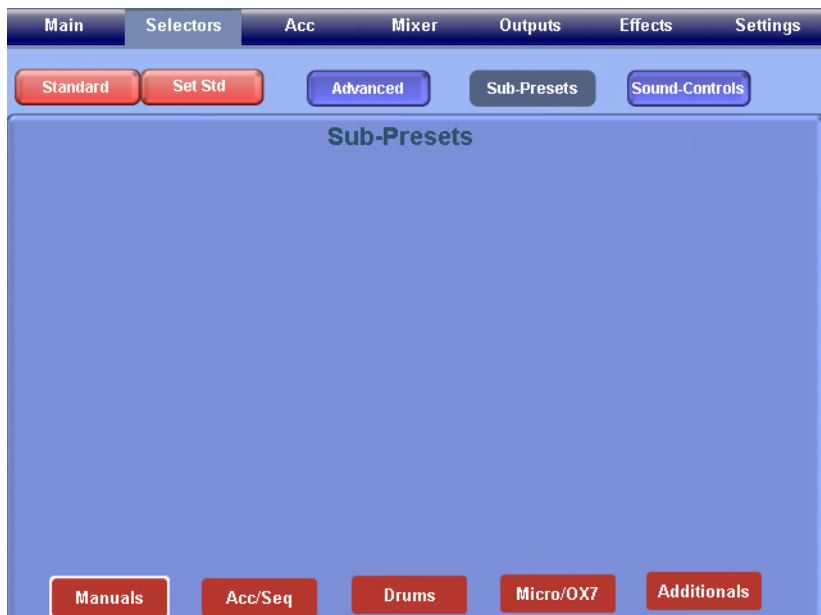 Main Selectors Acc Mixer Outputs Effects Settings
Standard Set Std Advanced Sub-Presets Sound-Controls
Sub-Presets
Manuals Acc/Seq Drums Micro/OX7 Additionals